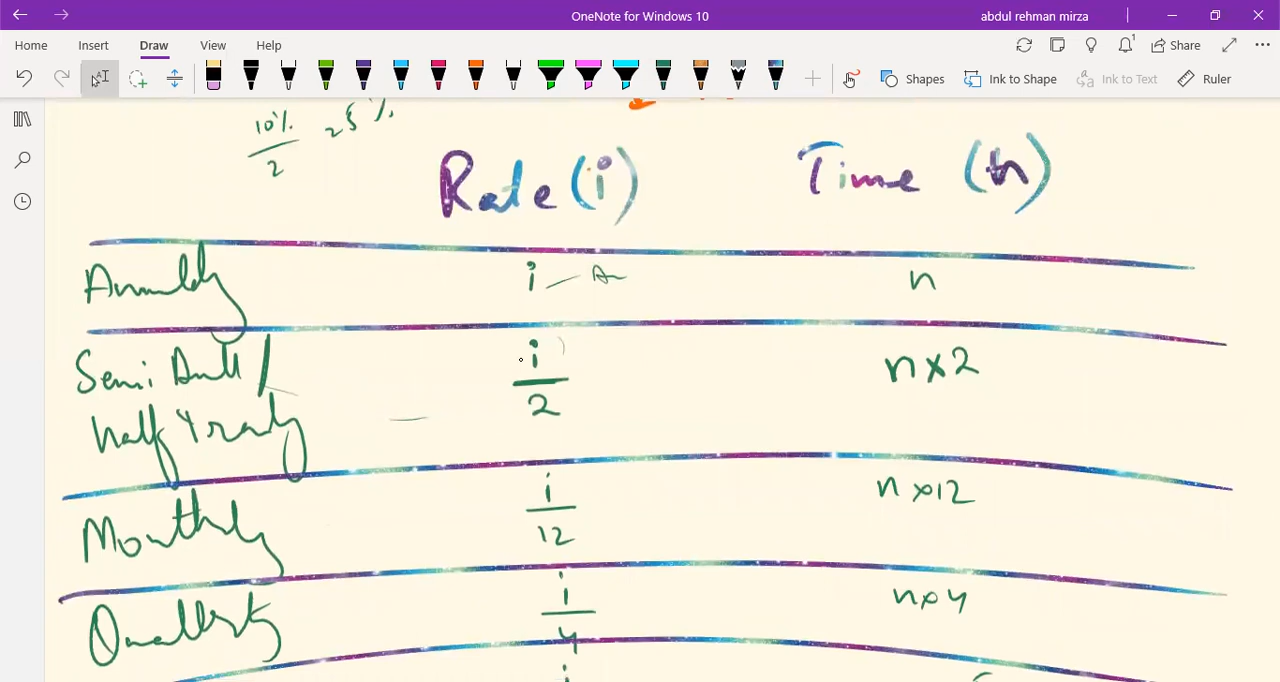 OneNote for Windows 10
abdul rehman mirza
Home Insert Draw View Help
Share
Shapes Ink to Shape Ink to Text Ruler
10%
2
25%
Rate (i) Time (n)
Annually i n
Semi Annull /
Half Yearly
i
2
n×2
Monthly
i
12
n×12
Quarterly
i
4
n×4
i